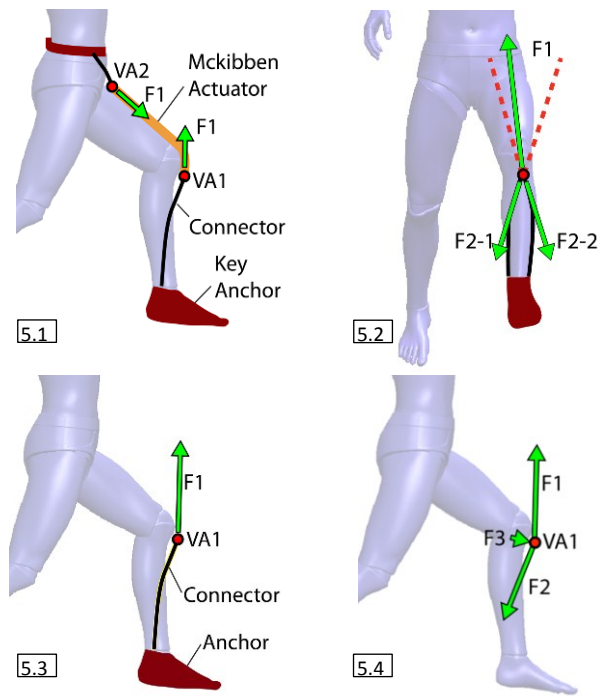 VA2
Mckibben
Actuator
F1
F1
VA1
Connector
Key
Anchor
5.1
F1
F2-1
F2-2
5.2
F1
VA1
Connector
Anchor
5.3
F1
F3
VA1
F2
5.4